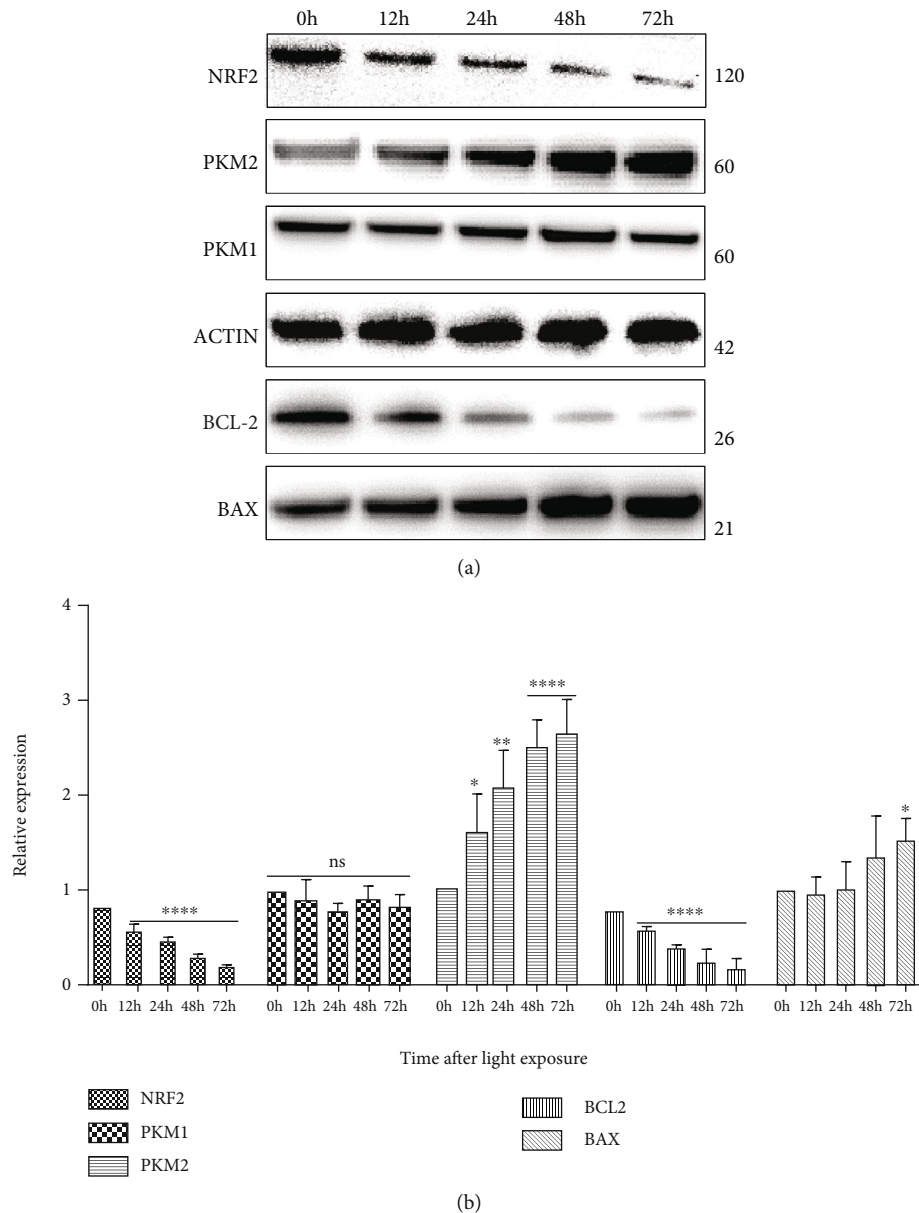 0h 12h 24h 48h 72h
NRF2 120
PKM2 60
PKM1 60
ACTIN 42
BCL-2 26
BAX 21
(a)
4
3
2
1
0
Relative expression
****
ns
*
**
****
****
*
0h 12h 24h 48h 72h 0h 12h 24h 48h 72h 0h 12h 24h 48h 72h 0h 12h 24h 48h 72h 0h 12h 24h 48h 72h
Time after light exposure
NRF2
PKM1
PKM2
BCL2
BAX
(b)